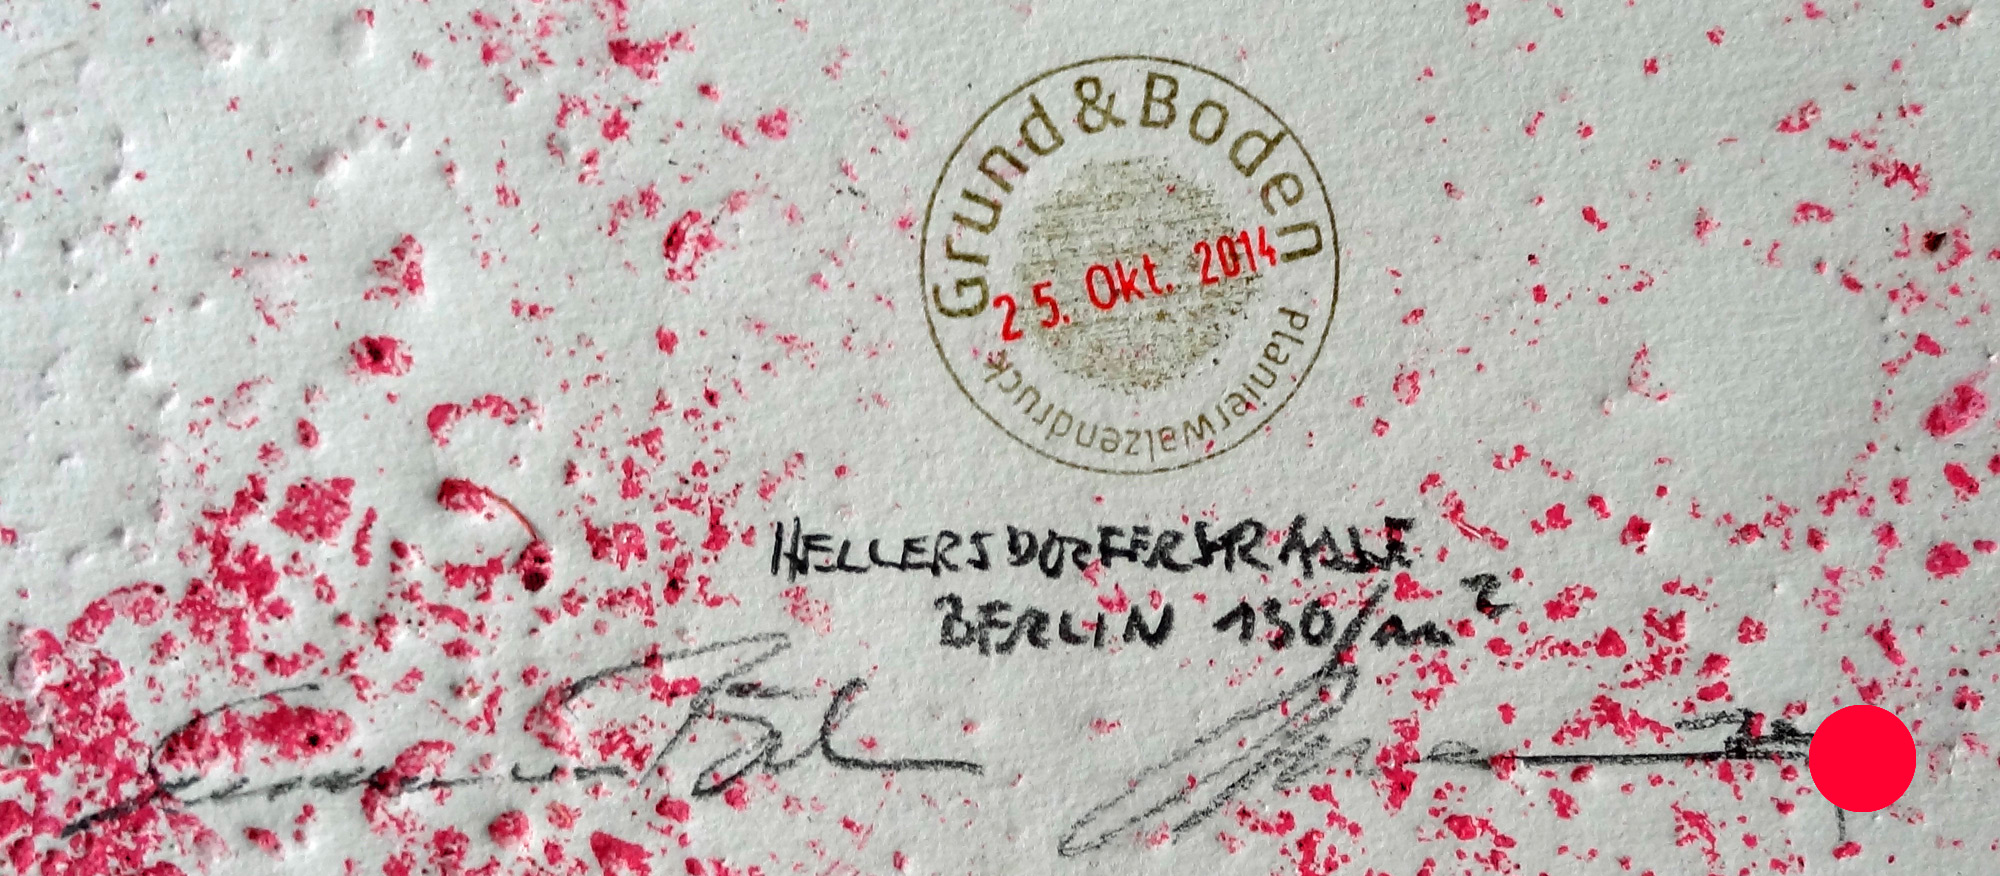 Grund & Boden
25. Okt. 2014
Planierwalzendruck
HELLERSDORFERSTRASSE
BERLIN 130/m²